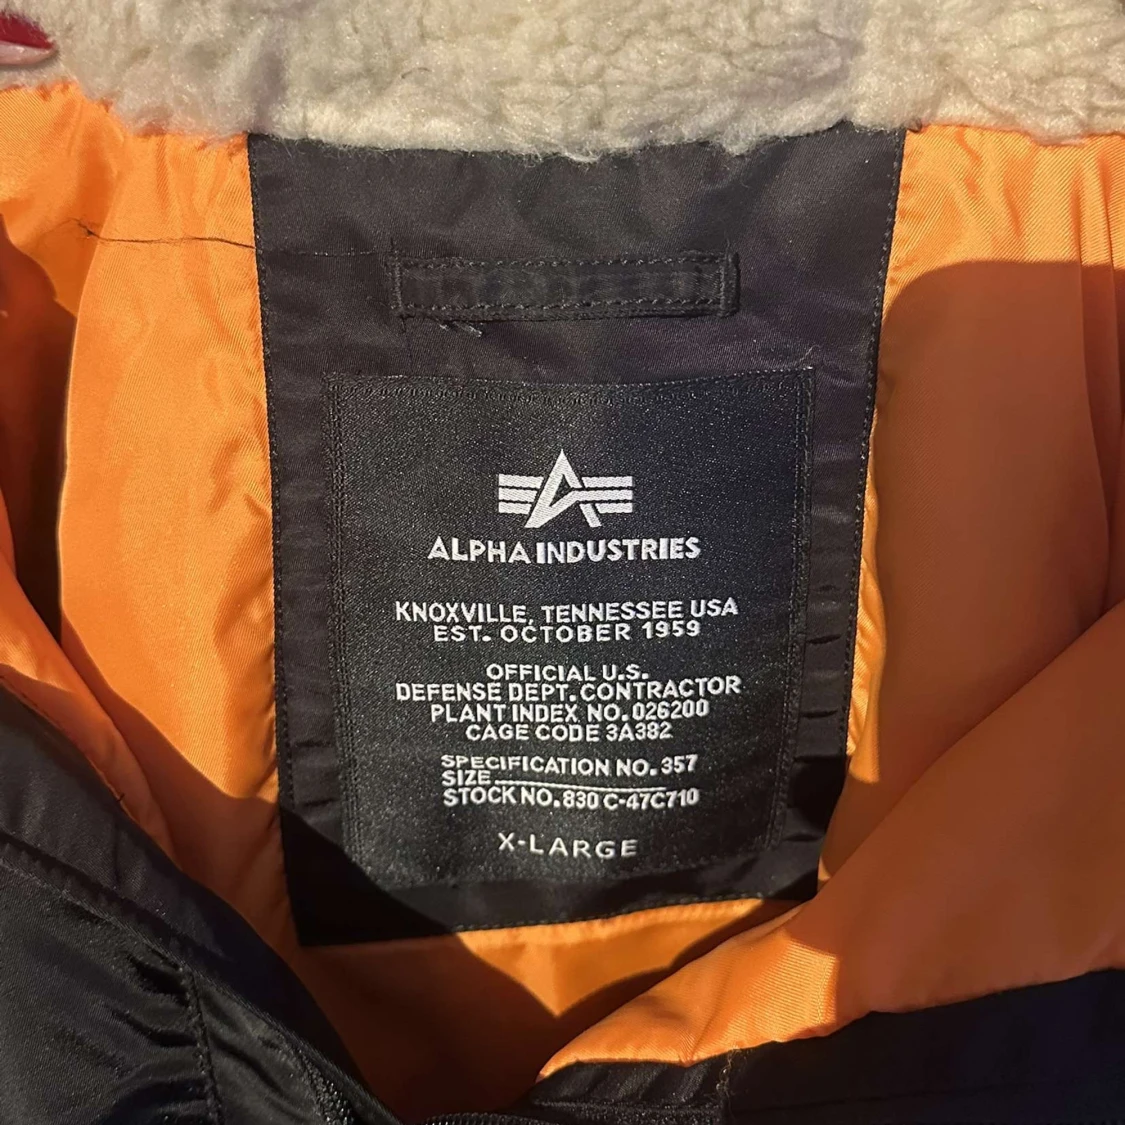 ALPHA INDUSTRIES
KNOXVILLE, TENNESSEE USA
EST. OCTOBER 1959
OFFICIAL U.S.
DEFENSE DEPT. CONTRACTOR
PLANT INDEX NO. 026200
CAGE CODE 3A382
SPECIFICATION NO. 357
SIZE
STOCK NO. 830 C-47C710
X-LARGE